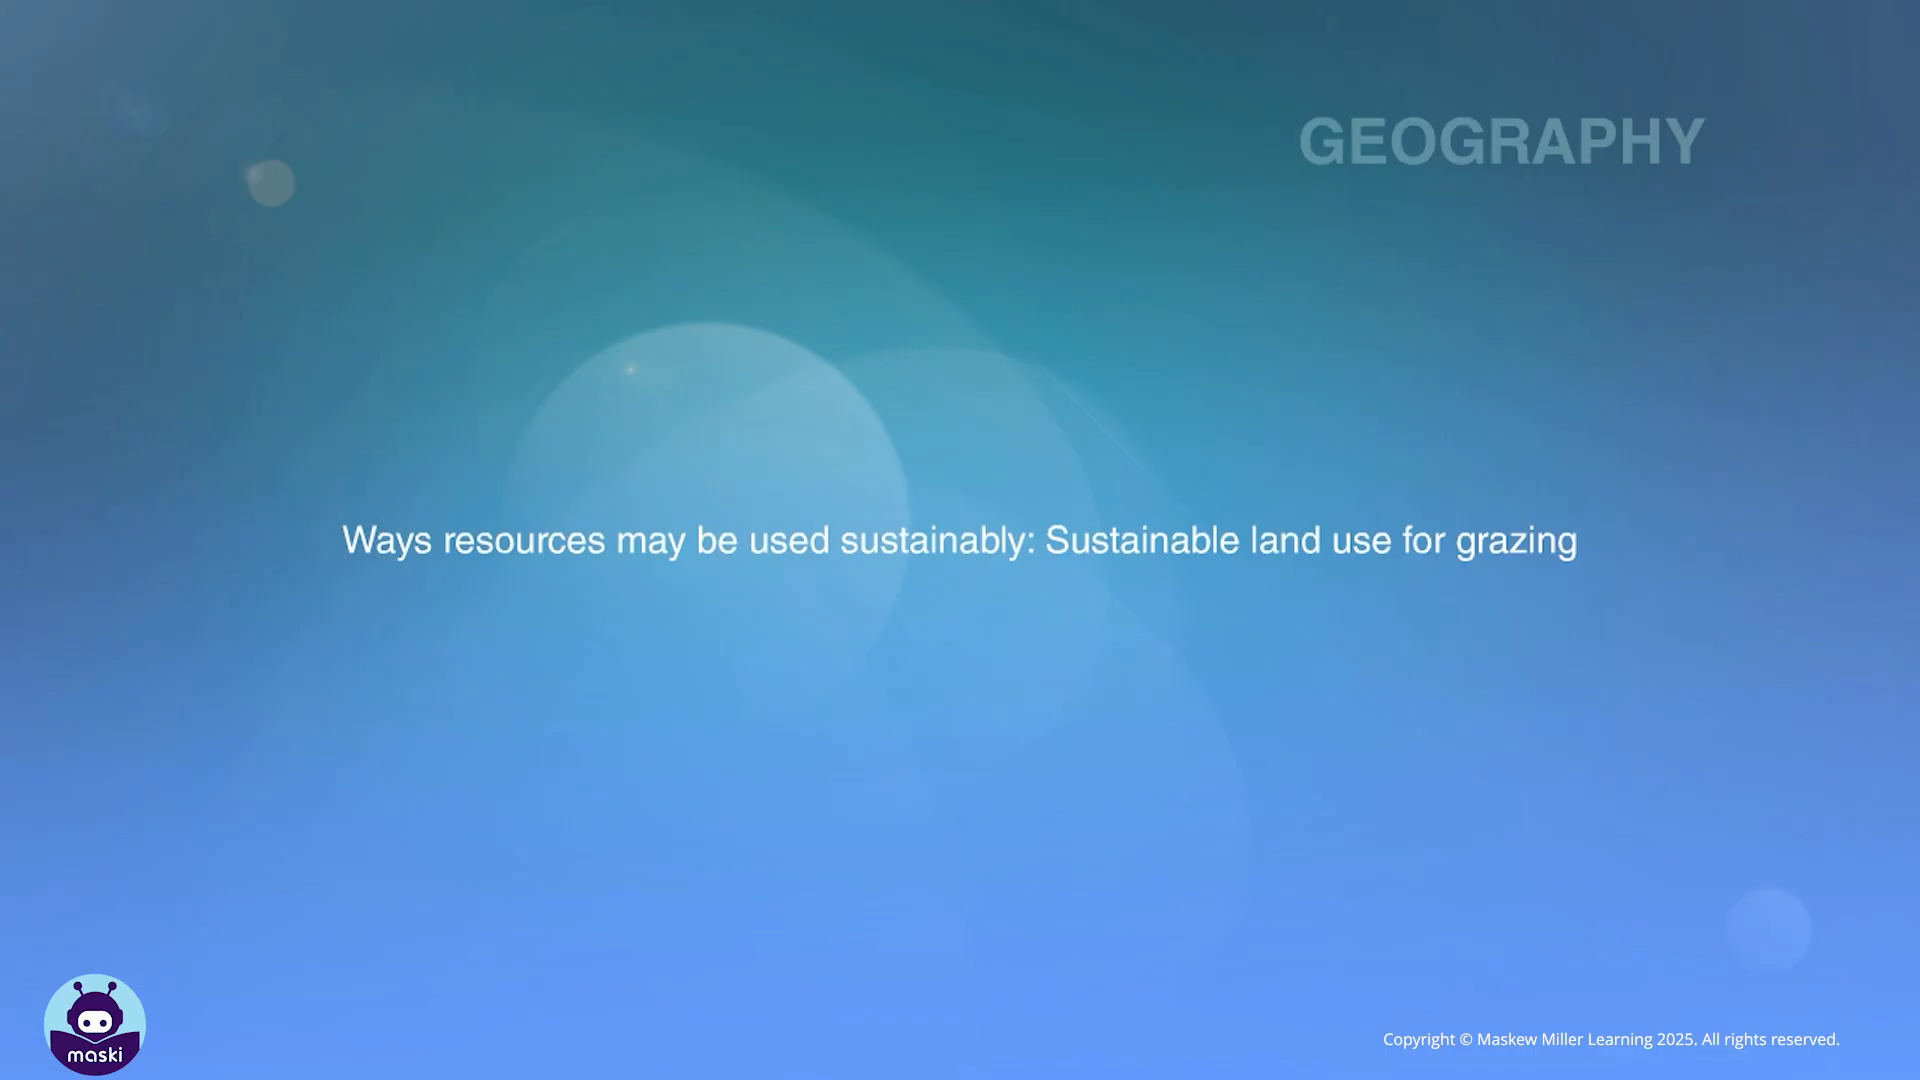 GEOGRAPHY
Ways resources may be used sustainably: Sustainable land use for grazing
maski
Copyright © Maskew Miller Learning 2025. All rights reserved.